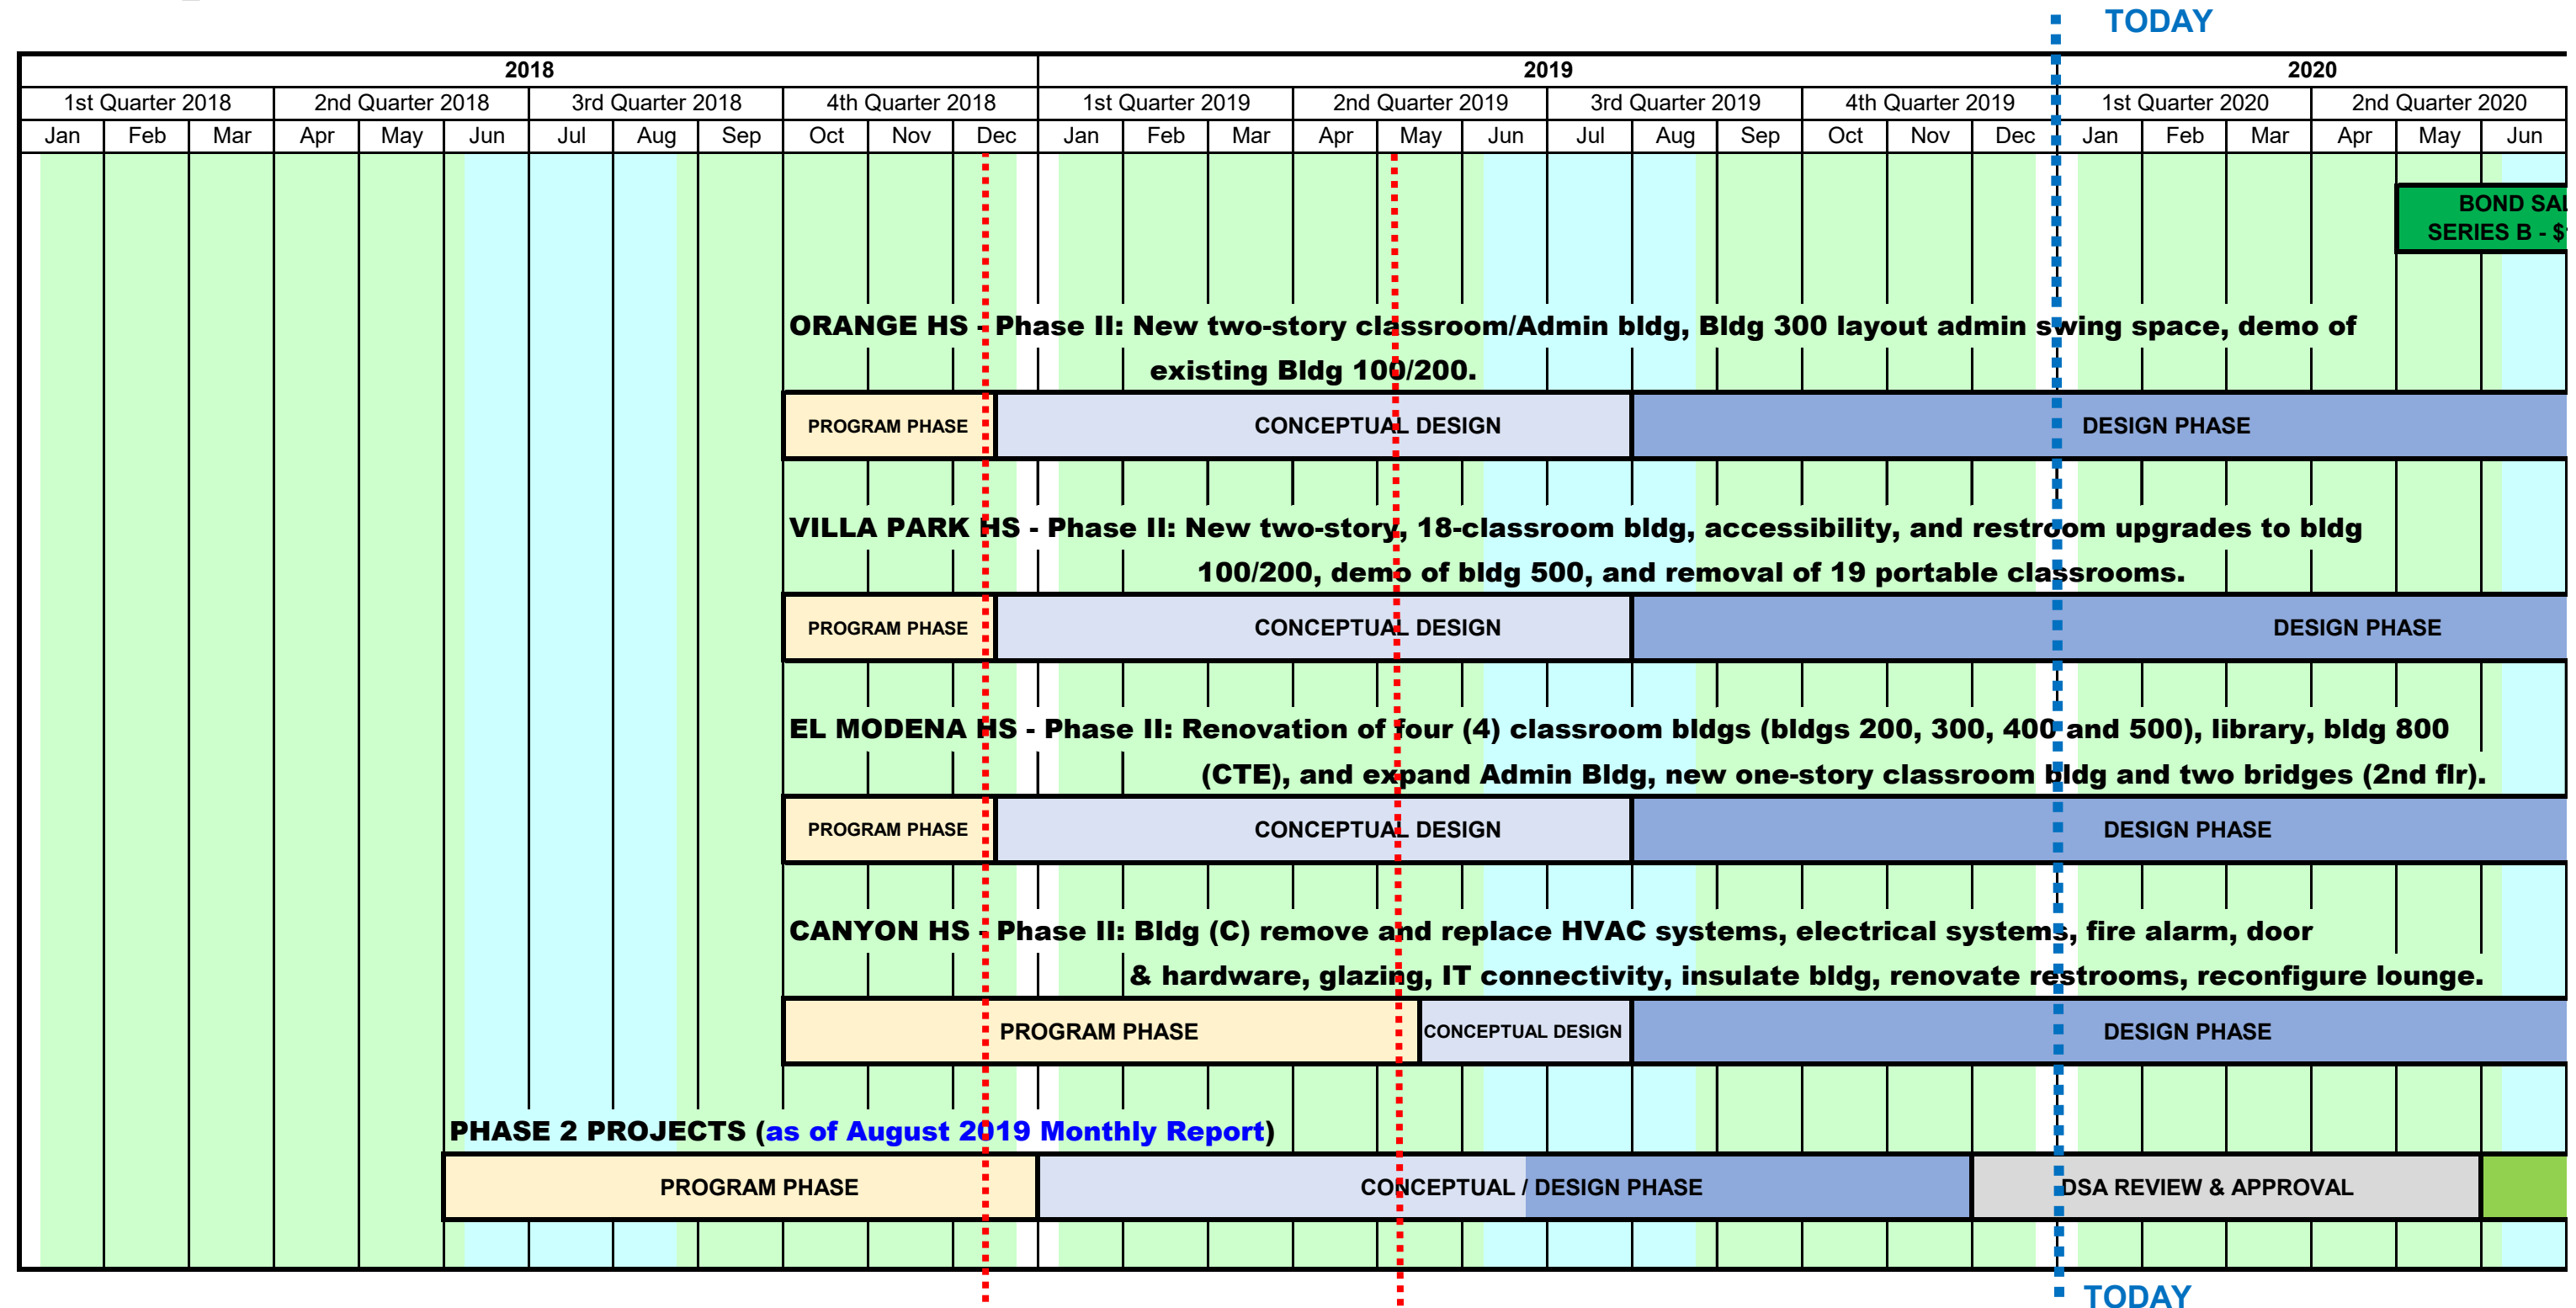 TODAY
2018 2019 2020
1st Quarter 2018 2nd Quarter 2018 3rd Quarter 2018 4th Quarter 2018 1st Quarter 2019 2nd Quarter 2019 3rd Quarter 2019 4th Quarter 2019 1st Quarter 2020 2nd Quarter 2020
Jan Feb Mar Apr May Jun Jul Aug Sep Oct Nov Dec Jan Feb Mar Apr May Jun Jul Aug Sep Oct Nov Dec Jan Feb Mar Apr May Jun
BOND
SERIES B - $
ORANGE HS - Phase II: New two-story classroom/Admin bldg, Bldg 300 layout admin swing space, demo of
existing Bldg 100/200.
PROGRAM PHASE CONCEPTUAL DESIGN DESIGN PHASE
VILLA PARK HS - Phase II: New two-story, 18-classroom bldg, accessibility, and restroom upgrades to bldg
100/200, demo of bldg 500, and removal of 19 portable classrooms.
PROGRAM PHASE CONCEPTUAL DESIGN DESIGN PHASE
EL MODENA HS - Phase II: Renovation of four (4) classroom bldgs (bldgs 200, 300, 400 and 500), library, bldg 800
(CTE), and expand Admin Bldg, new one-story classroom bldg and two bridges (2nd flr).
PROGRAM PHASE CONCEPTUAL DESIGN DESIGN PHASE
CANYON HS - Phase II: Bldg (C) remove and replace HVAC systems, electrical systems, fire alarm, door
& hardware, glazing, IT connectivity, insulate bldg, renovate restrooms, reconfigure lounge.
PROGRAM PHASE CONCEPTUAL DESIGN DESIGN PHASE
PHASE 2 PROJECTS (as of August 2019 Monthly Report)
PROGRAM PHASE CONCEPTUAL / DESIGN PHASE DSA REVIEW & APPROVAL
TODAY